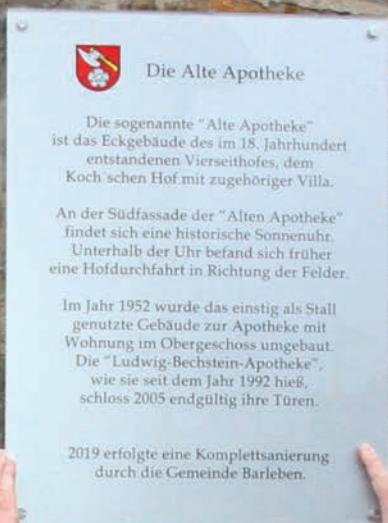 Die Alte Apotheke
Die sogenannte "Alte Apotheke"
ist das Eckgebäude des im 18. Jahrhundert
entstandenen Vierseithofes, dem
Koch´schen Hof mit zugehöriger Villa.
An der Südfassade der "Alten Apotheke"
findet sich eine historische Sonnenuhr.
Unterhalb der Uhr befand sich früher
eine Hofdurchfahrt in Richtung der Felder.
Im Jahr 1952 wurde das einstig als Stall
genutzte Gebäude zur Apotheke mit
Wohnung im Obergeschoss umgebaut.
Die "Ludwig-Bechstein-Apotheke",
wie sie seit dem Jahr 1992 hieß,
schloss 2005 endgültig ihre Türen.
2019 erfolgte eine Komplettsanierung
durch die Gemeinde Barleben.